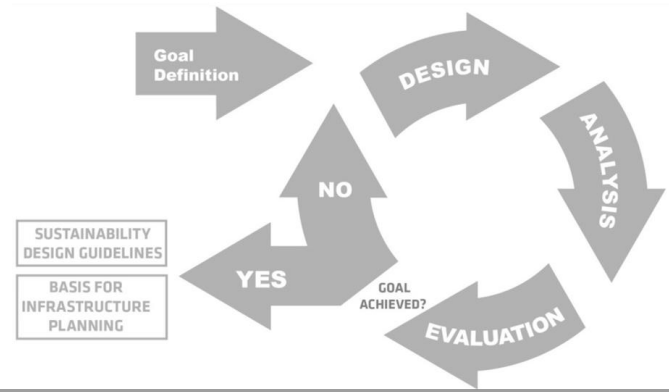 Goal
Definition
DESIGN
ANALYSIS
EVALUATION
GOAL
ACHIEVED?
NO
YES
SUSTAINABILITY
DESIGN GUIDELINES
BASIS FOR
INFRASTRUCTURE
PLANNING